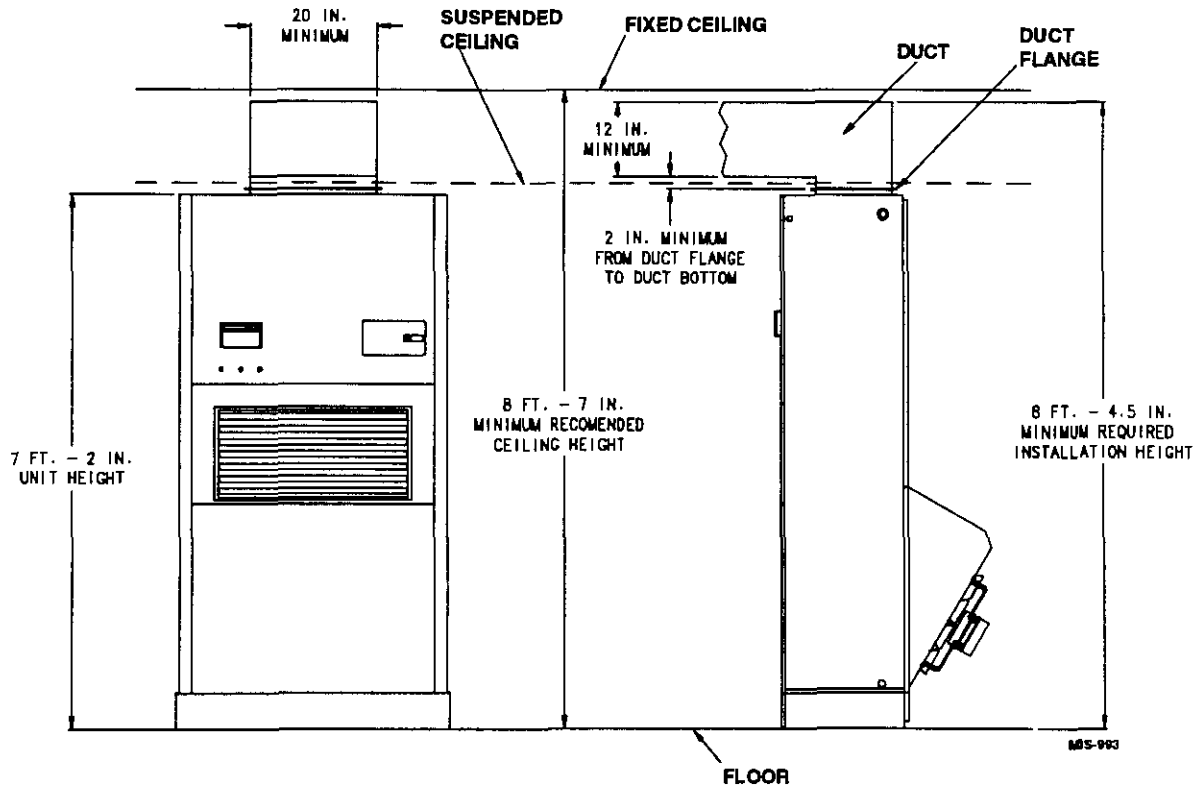 20 IN.
MINIMUM
SUSPENDED
CEILING
FIXED CEILING
DUCT
DUCT
FLANGE
12 IN.
MINIMUM
2 IN. MINIMUM
FROM DUCT FLANGE
TO DUCT BOTTOM
7 FT. - 2 IN.
UNIT HEIGHT
8 FT. - 7 IN.
MINIMUM RECOMENDED
CEILING HEIGHT
8 FT. - 4.5 IN.
MINIMUM REQUIRED
INSTALLATION HEIGHT
MIS-993
FLOOR